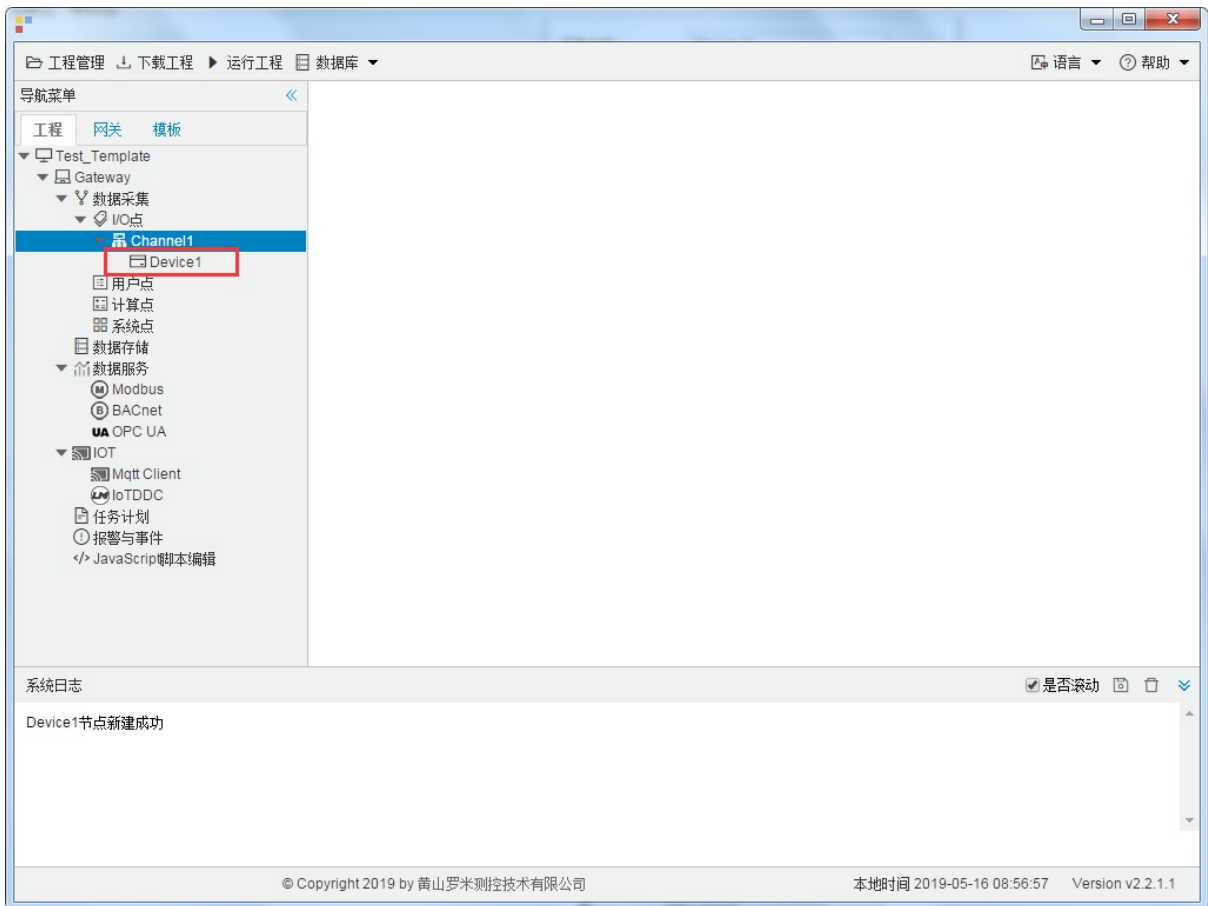 工程管理 下载工程 运行工程 数据库 语言 帮助
导航菜单
工程 网关 模板
Test_Template
Gateway
数据采集
I/O点
Channel1
Device1
用户点
计算点
系统点
数据存储
数据服务
M Modbus
B BACnet
UA OPC UA
IOT
Mqtt Client
IoTDDC
任务计划
报警与事件
</> JavaScript脚本编辑
系统日志 是否滚动
Device1节点新建成功
© Copyright 2019 by 黄山罗米测控技术有限公司 本地时间 2019-05-16 08:56:57 Version v2.2.1.1